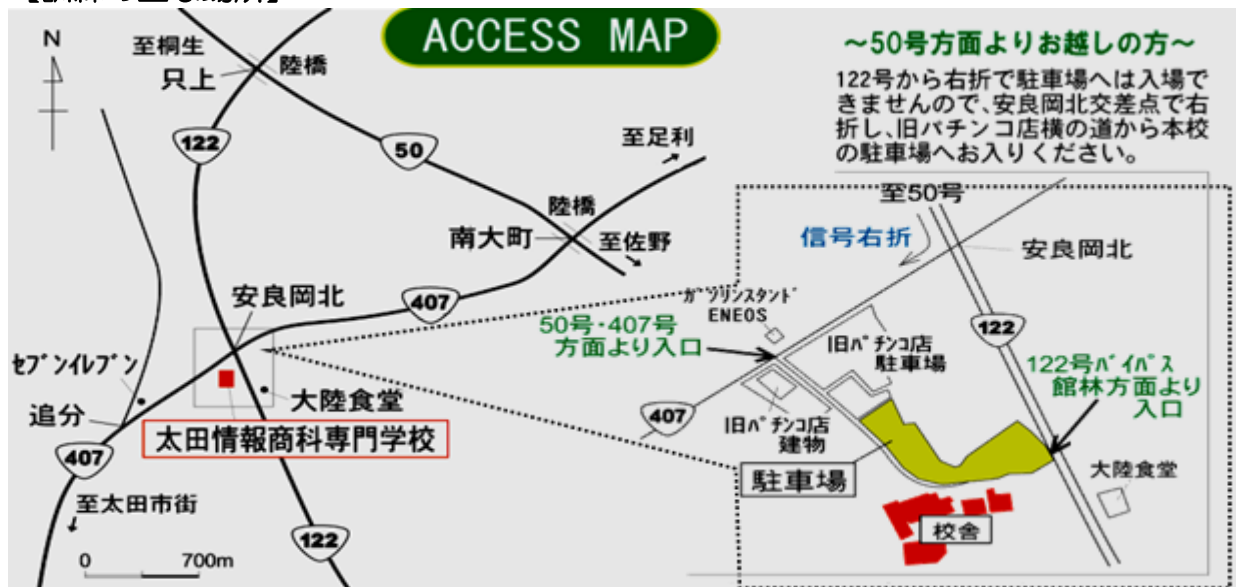 ACCESS MAP
N
至桐生
只上
陸橋
122
50
至足利
陸橋
南大町
至佐野
安良岡北
407
セブンイレブン
追分
大陸食堂
太田情報商科専門学校
407
至太田市街
122
0 700m
～50号方面よりお越しの方～
122号から右折で駐車場へは入場で
きませんので、安良岡北交差点で右
折し、旧パチンコ店横の道から本校
の駐車場へお入りください。
至50号
信号右折
安良岡北
ガソリンスタンド
ENEOS
50号・407号
方面より入口
旧パチンコ店
駐車場
122
122号バイパス
館林方面より
入口
407
旧パチンコ店
建物
駐車場
大陸食堂
校舎